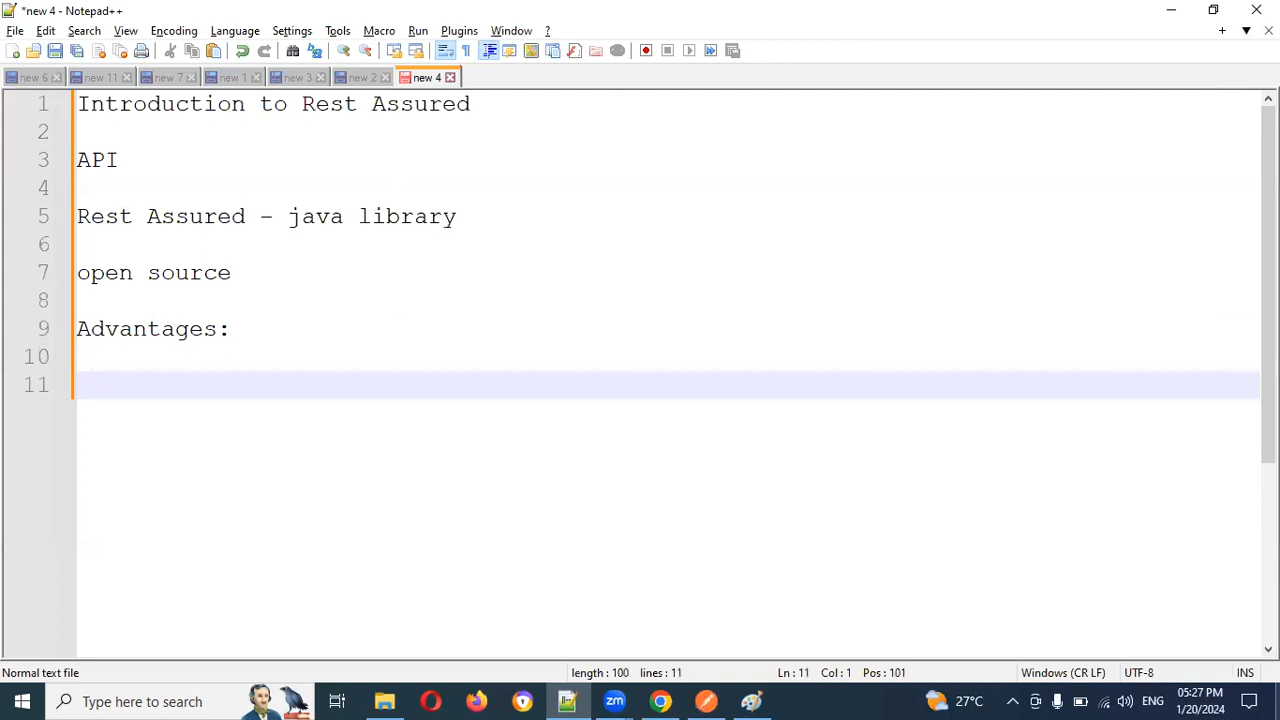 *new 4 - Notepad++
File Edit Search View Encoding Language Settings Tools Macro Run Plugins Window ?
new 6 new 11 new 7 new 1 new 3 new 2 new 4
1 Introduction to Rest Assured
2
3 API
4
5 Rest Assured - java library
6
7 open source
8
9 Advantages:
10
11
Normal text file length : 100 lines : 11 Ln : 11 Col : 1 Pos : 101 Windows (CR LF) UTF-8 INS
Type here to search zm 27°C ENG 05:27 PM
1/20/2024